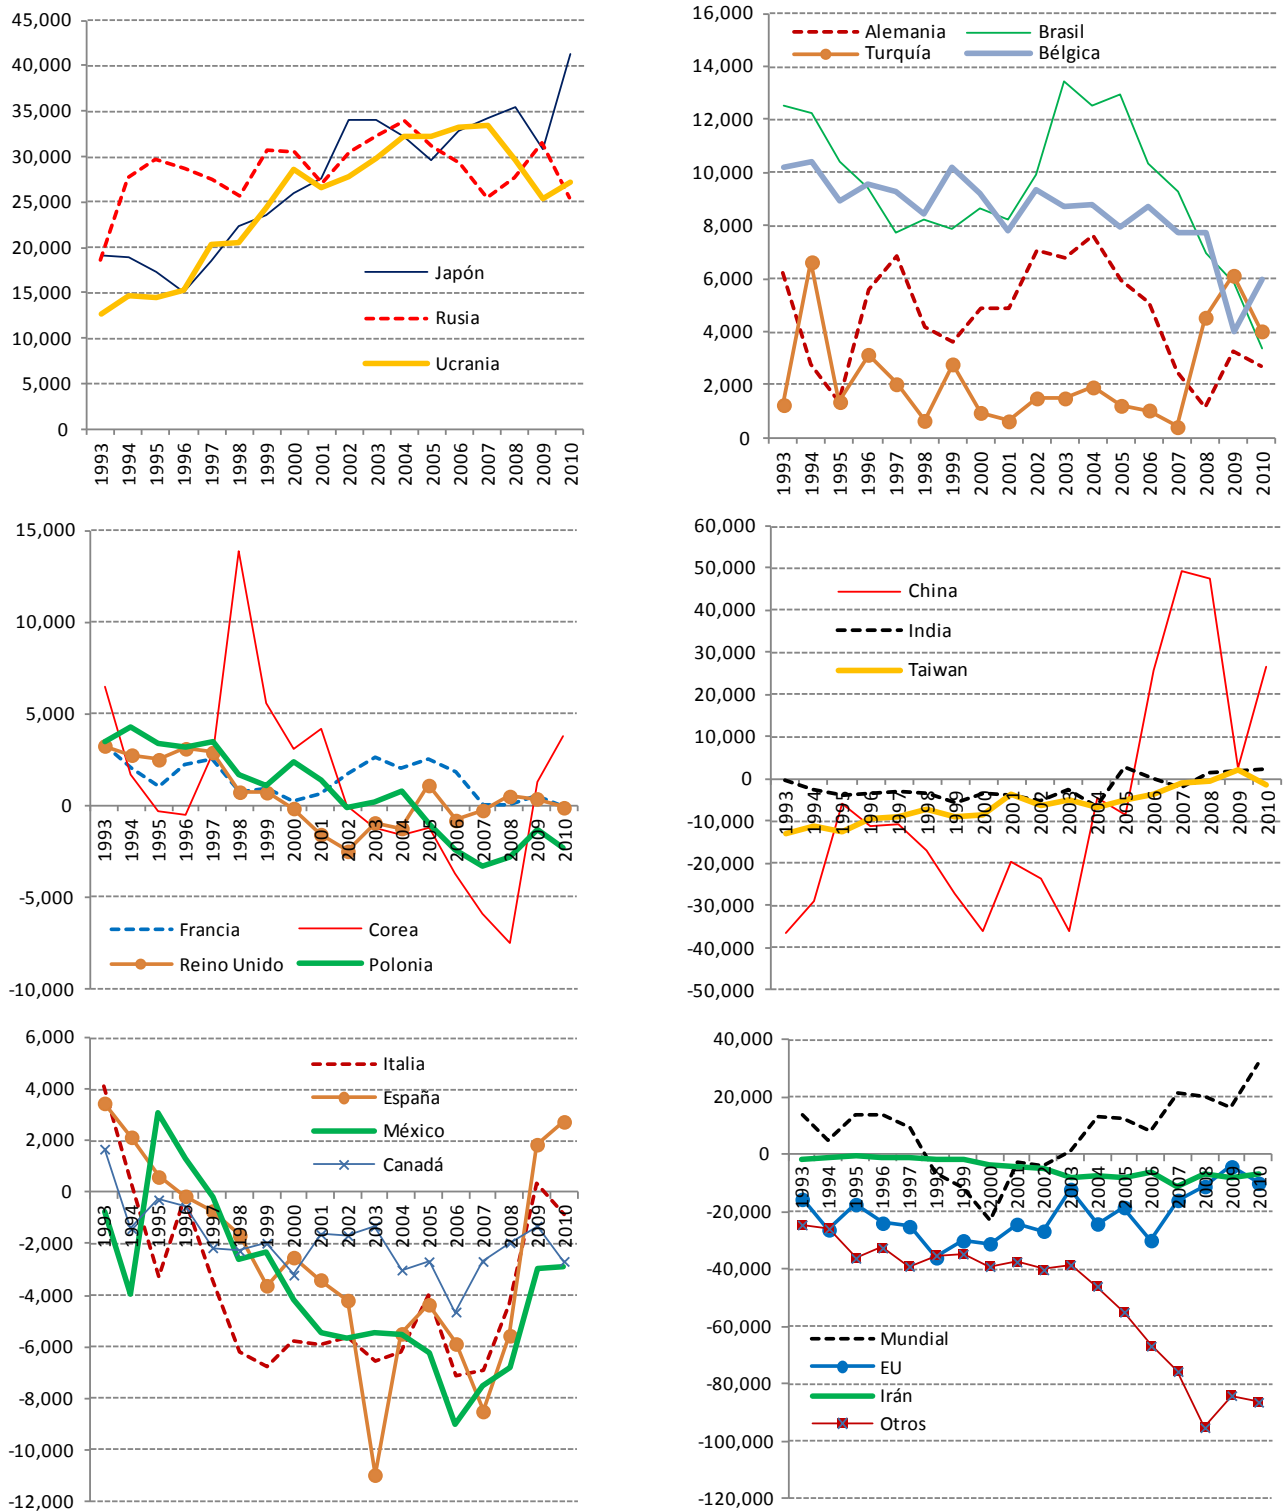 45,000
40,000
35,000
30,000
25,000
20,000
15,000
10,000
5,000
0
Japón
Rusia
Ucrania
1993 1994 1995 1996 1997 1998 1999 2000 2001 2002 2003 2004 2005 2006 2007 2008 2009 2010
16,000
14,000
12,000
10,000
8,000
6,000
4,000
2,000
0
Alemania Brasil
Turquía Bélgica
1993 1994 1995 1996 1997 1998 1999 2000 2001 2002 2003 2004 2005 2006 2007 2008 2009 2010
15,000
10,000
5,000
0
-5,000
-10,000
1993 1994 1995 1996 1997 1998 1999 2000 2001 2002 2003 2004 2005 2006 2007 2008 2009 2010
Francia Corea
Reino Unido Polonia
60,000
50,000
40,000
30,000
20,000
10,000
0
-10,000
-20,000
-30,000
-40,000
-50,000
China
India
Taiwan
1993 1994 1995 1996 1997 1998 1999 2000 2001 2002 2003 2004 2005 2006 2007 2008 2009 2010
6,000
4,000
2,000
0
-2,000
-4,000
-6,000
-8,000
-10,000
-12,000
Italia
España
México
Canadá
1993 1994 1995 1996 1997 1998 1999 2000 2001 2002 2003 2004 2005 2006 2007 2008 2009 2010
40,000
20,000
0
-20,000
-40,000
-60,000
-80,000
-100,000
-120,000
1993 1994 1995 1996 1997 1998 1999 2000 2001 2002 2003 2004 2005 2006 2007 2008 2009 2010
Mundial
EU
Irán
Otros